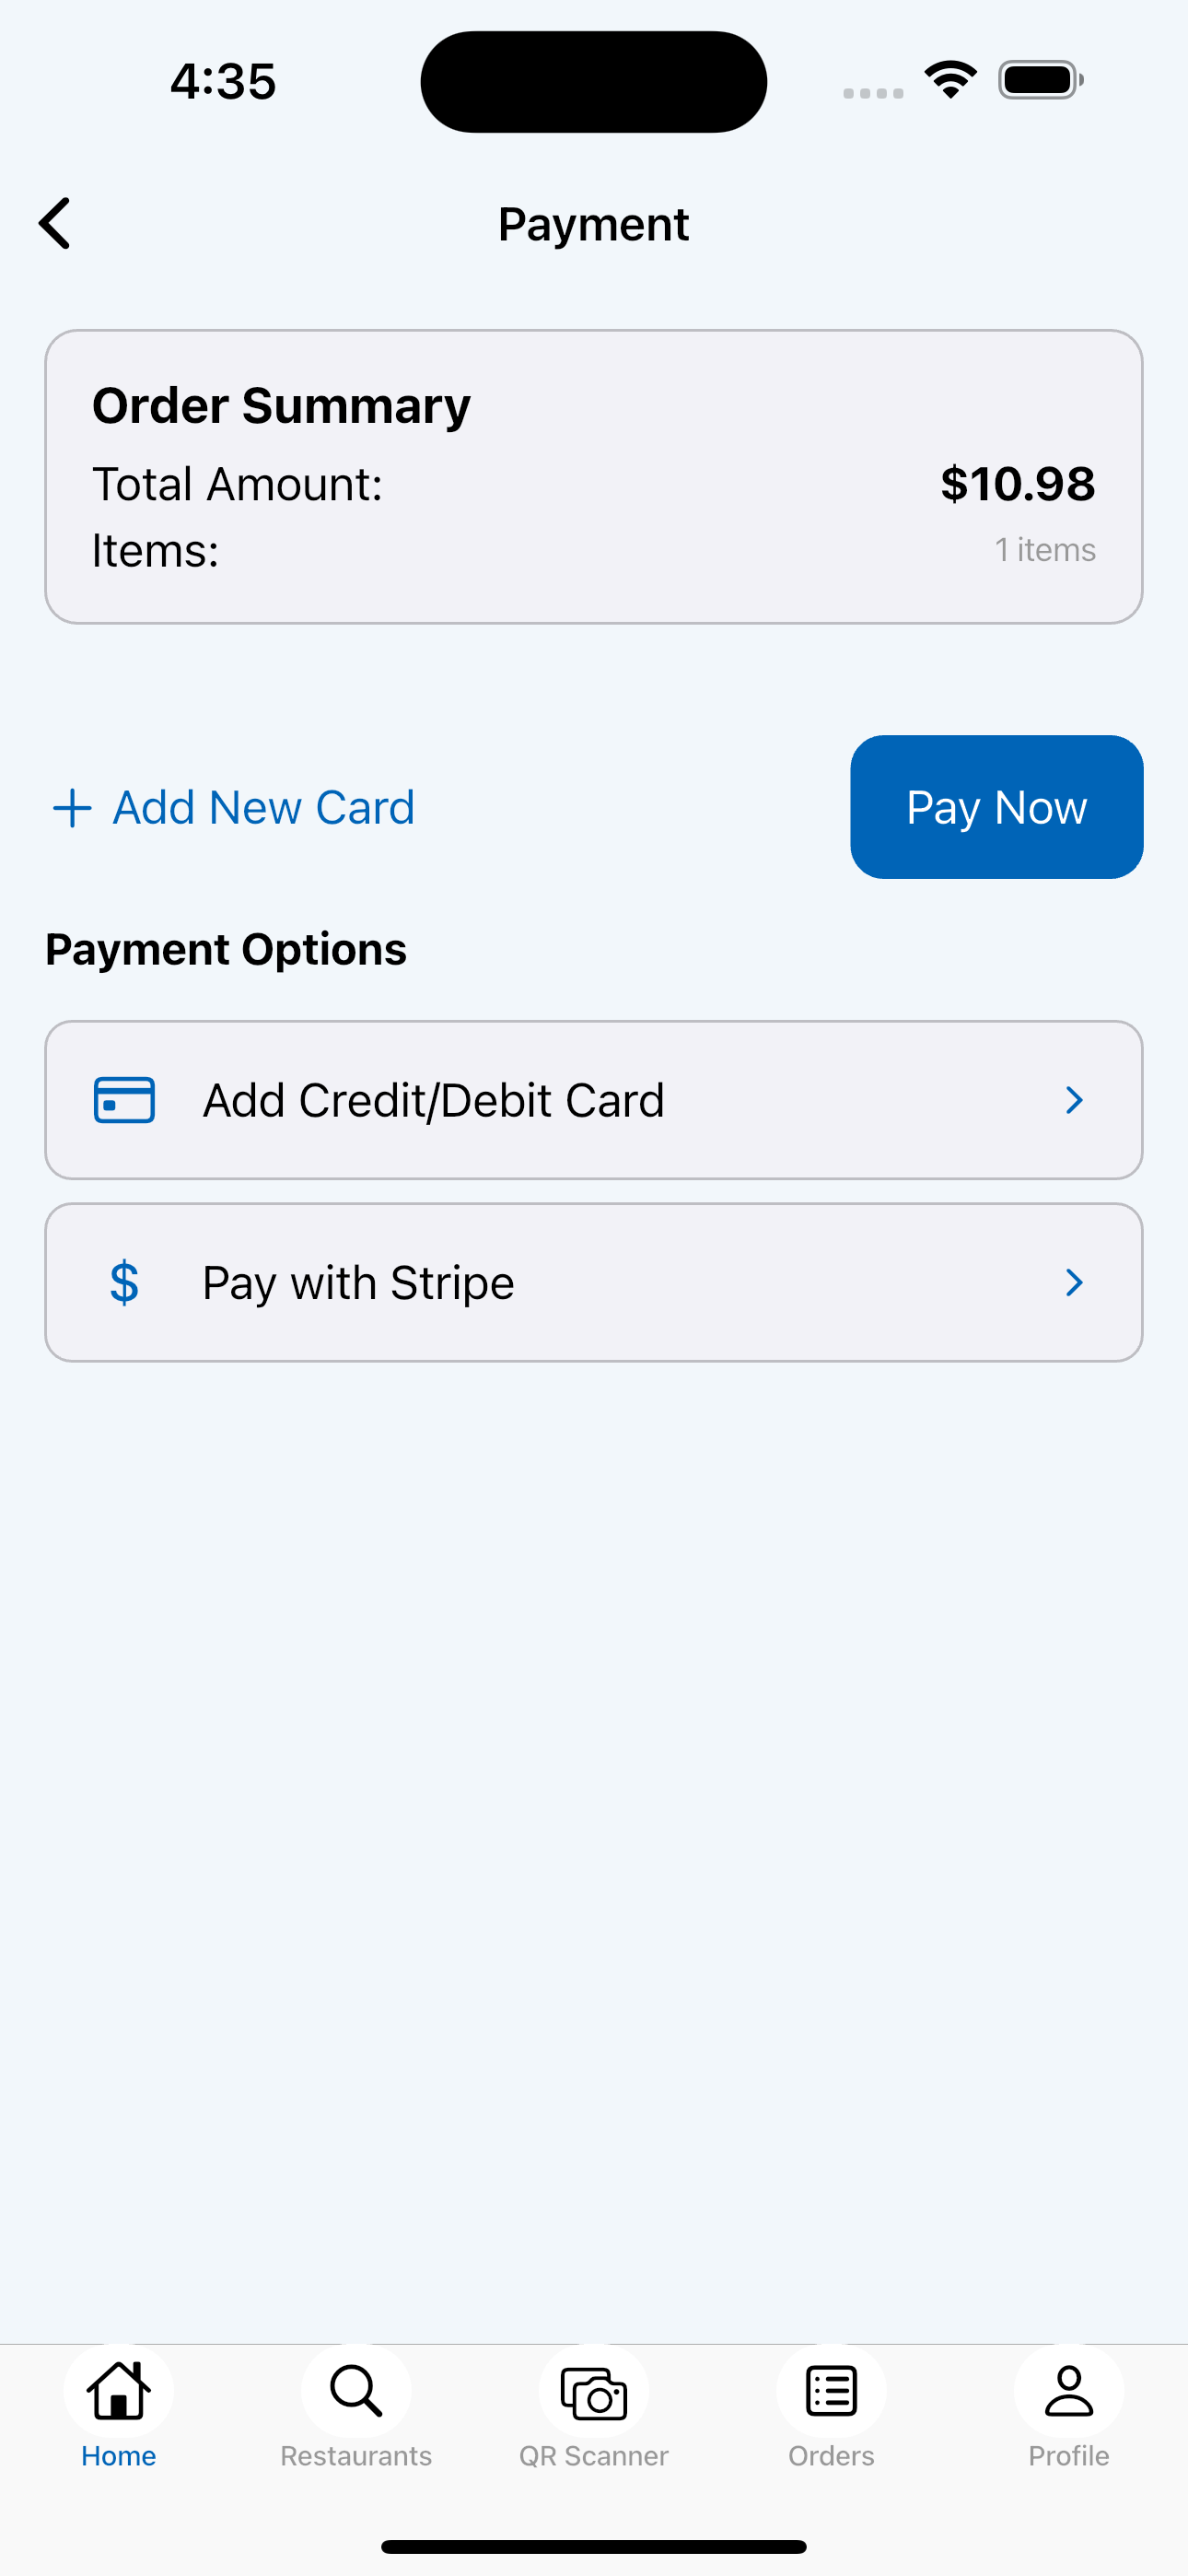 4:35
Payment
Order Summary
Total Amount: $10.98
Items: 1 items
Add New Card Pay Now
Payment Options
Add Credit/Debit Card
$ Pay with Stripe
Home Restaurants QR Scanner Orders Profile